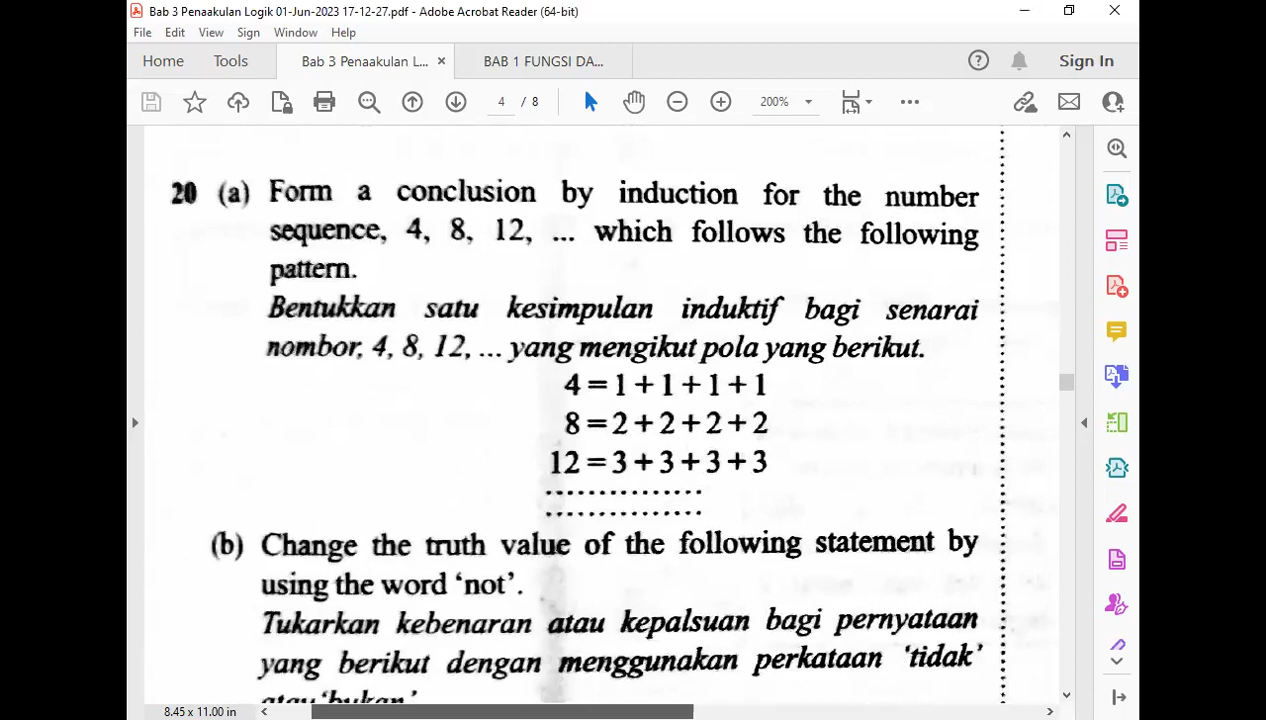 Bab 3 Penaakulan Logik 01-Jun-2023 17-12-27.pdf - Adobe Acrobat Reader (64-bit)
File Edit View Sign Window Help
Home Tools Bab 3 Penaakulan L... × BAB 1 FUNGSI DA... Sign In
4 / 8 200%
20 (a) Form a conclusion by induction for the number
sequence, 4, 8, 12, ... which follows the following
pattern.
Bentukkan satu kesimpulan induktif bagi senarai
nombor, 4, 8, 12, ... yang mengikut pola yang berikut.
4 = 1 + 1 + 1 + 1
8 = 2 + 2 + 2 + 2
12 = 3 + 3 + 3 + 3
....................
....................
(b) Change the truth value of the following statement by
using the word ‘not’.
Tukarkan kebenaran atau kepalsuan bagi pernyataan
yang berikut dengan menggunakan perkataan ‘tidak’
atau ‘bukan’.
8.45 x 11.00 in